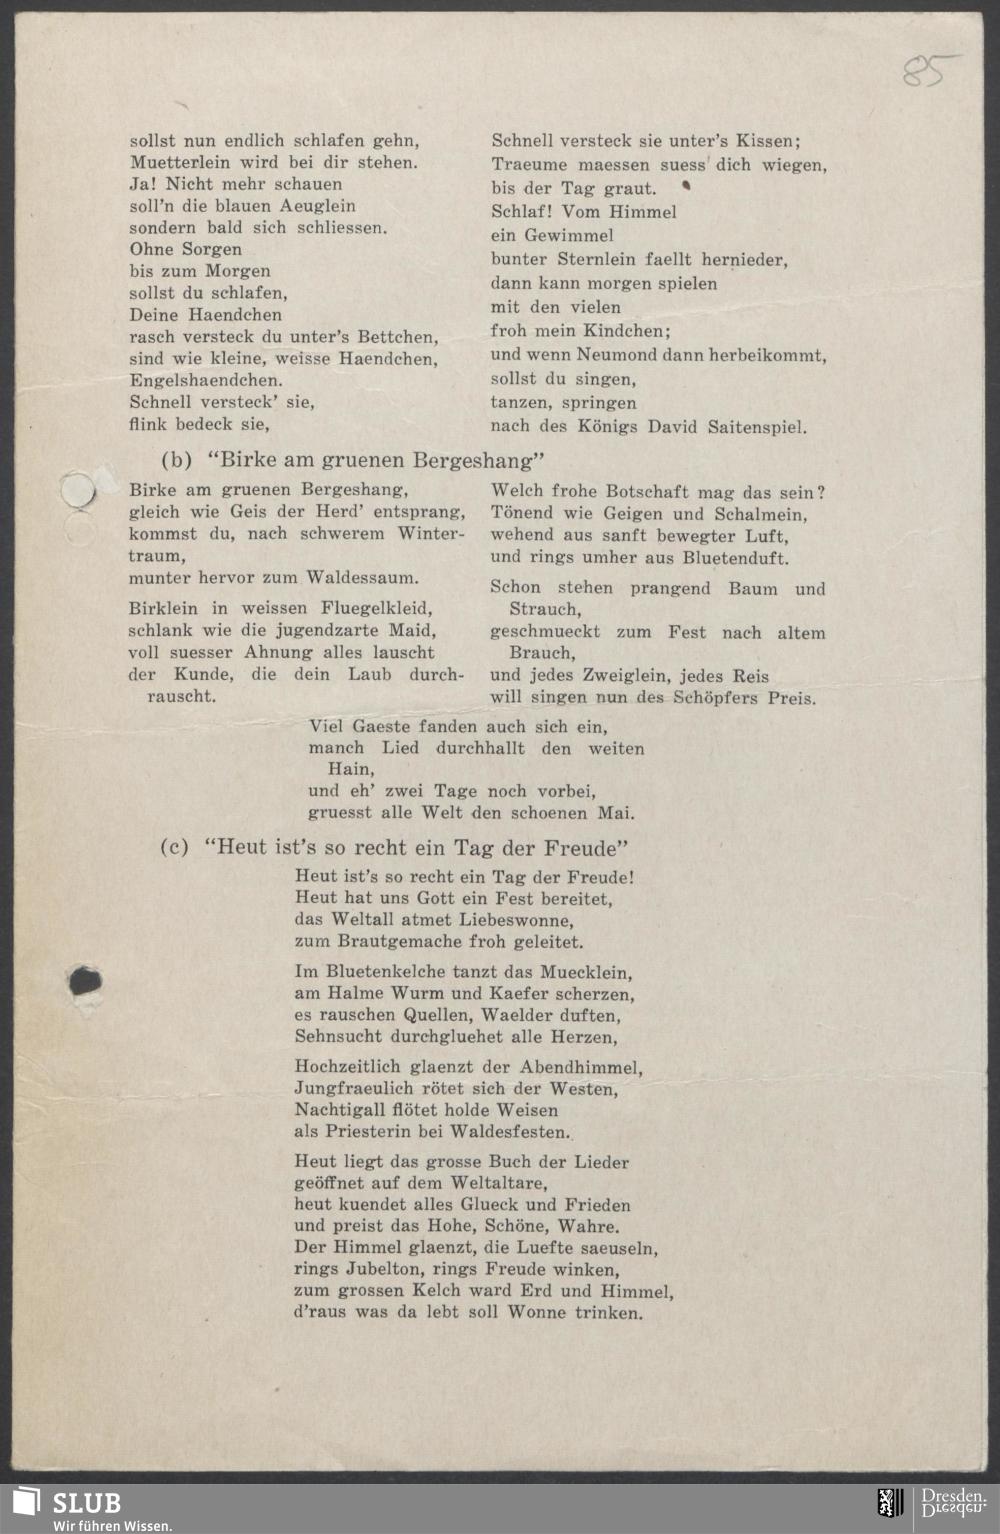 85
sollst nun endlich schlafen gehn,
Muetterlein wird bei dir stehen.
Ja! Nicht mehr schauen
soll'n die blauen Aeuglein
sondern bald sich schliessen.
Ohne Sorgen
bis zum Morgen
sollst du schlafen,
Deine Haendchen
rasch versteck du unter's Bettchen,
sind wie kleine, weisse Haendchen,
Engelshaendchen.
Schnell versteck' sie,
flink bedeck sie,
Schnell versteck sie unter's Kissen;
Traeume maessen suess dich wiegen,
bis der Tag graut.
Schlaf! Vom Himmel
ein Gewimmel
bunter Sternlein faellt hernieder,
dann kann morgen spielen
mit den vielen
froh mein Kindchen;
und wenn Neumond dann herbeikommt,
sollst du singen,
tanzen, springen
nach des Königs David Saitenspiel.
(b) "Birke am gruenen Bergeshang"
Birke am gruenen Bergeshang,
gleich wie Geis der Herd' entsprang,
kommst du, nach schwerem Winter-
traum,
munter hervor zum Waldessaum.
Birklein in weissen Fluegelkleid,
schlank wie die jugendzarte Maid,
voll suesser Ahnung alles lauscht
der Kunde, die dein Laub durch-
rauscht.
Welch frohe Botschaft mag das sein?
Tönend wie Geigen und Schalmein,
wehend aus sanft bewegter Luft,
und rings umher aus Bluetenduft.
Schon stehen prangend Baum und
Strauch,
geschmueckt zum Fest nach altem
Brauch,
und jedes Zweiglein, jedes Reis
will singen nun des Schöpfers Preis.
Viel Gaeste fanden auch sich ein,
manch Lied durchhallt den weiten
Hain,
und eh' zwei Tage noch vorbei,
gruesst alle Welt den schoenen Mai.
(c) "Heut ist's so recht ein Tag der Freude"
Heut ist's so recht ein Tag der Freude!
Heut hat uns Gott ein Fest bereitet,
das Weltall atmet Liebeswonne,
zum Brautgemache froh geleitet.
Im Bluetenkelche tanzt das Muecklein,
am Halme Wurm und Kaefer scherzen,
es rauschen Quellen, Waelder duften,
Sehnsucht durchgluehet alle Herzen,
Hochzeitlich glaenzt der Abendhimmel,
Jungfraeulich rötet sich der Westen,
Nachtigall flötet holde Weisen
als Priesterin bei Waldesfesten.
Heut liegt das grosse Buch der Lieder
geöffnet auf dem Weltaltare,
heut kuendet alles Glueck und Frieden
und preist das Hohe, Schöne, Wahre.
Der Himmel glaenzt, die Luefte saeuseln,
rings Jubelton, rings Freude winken,
zum grossen Kelch ward Erd und Himmel,
d'raus was da lebt soll Wonne trinken.
SLUB
Wir führen Wissen.
Dresden.
Dresden.